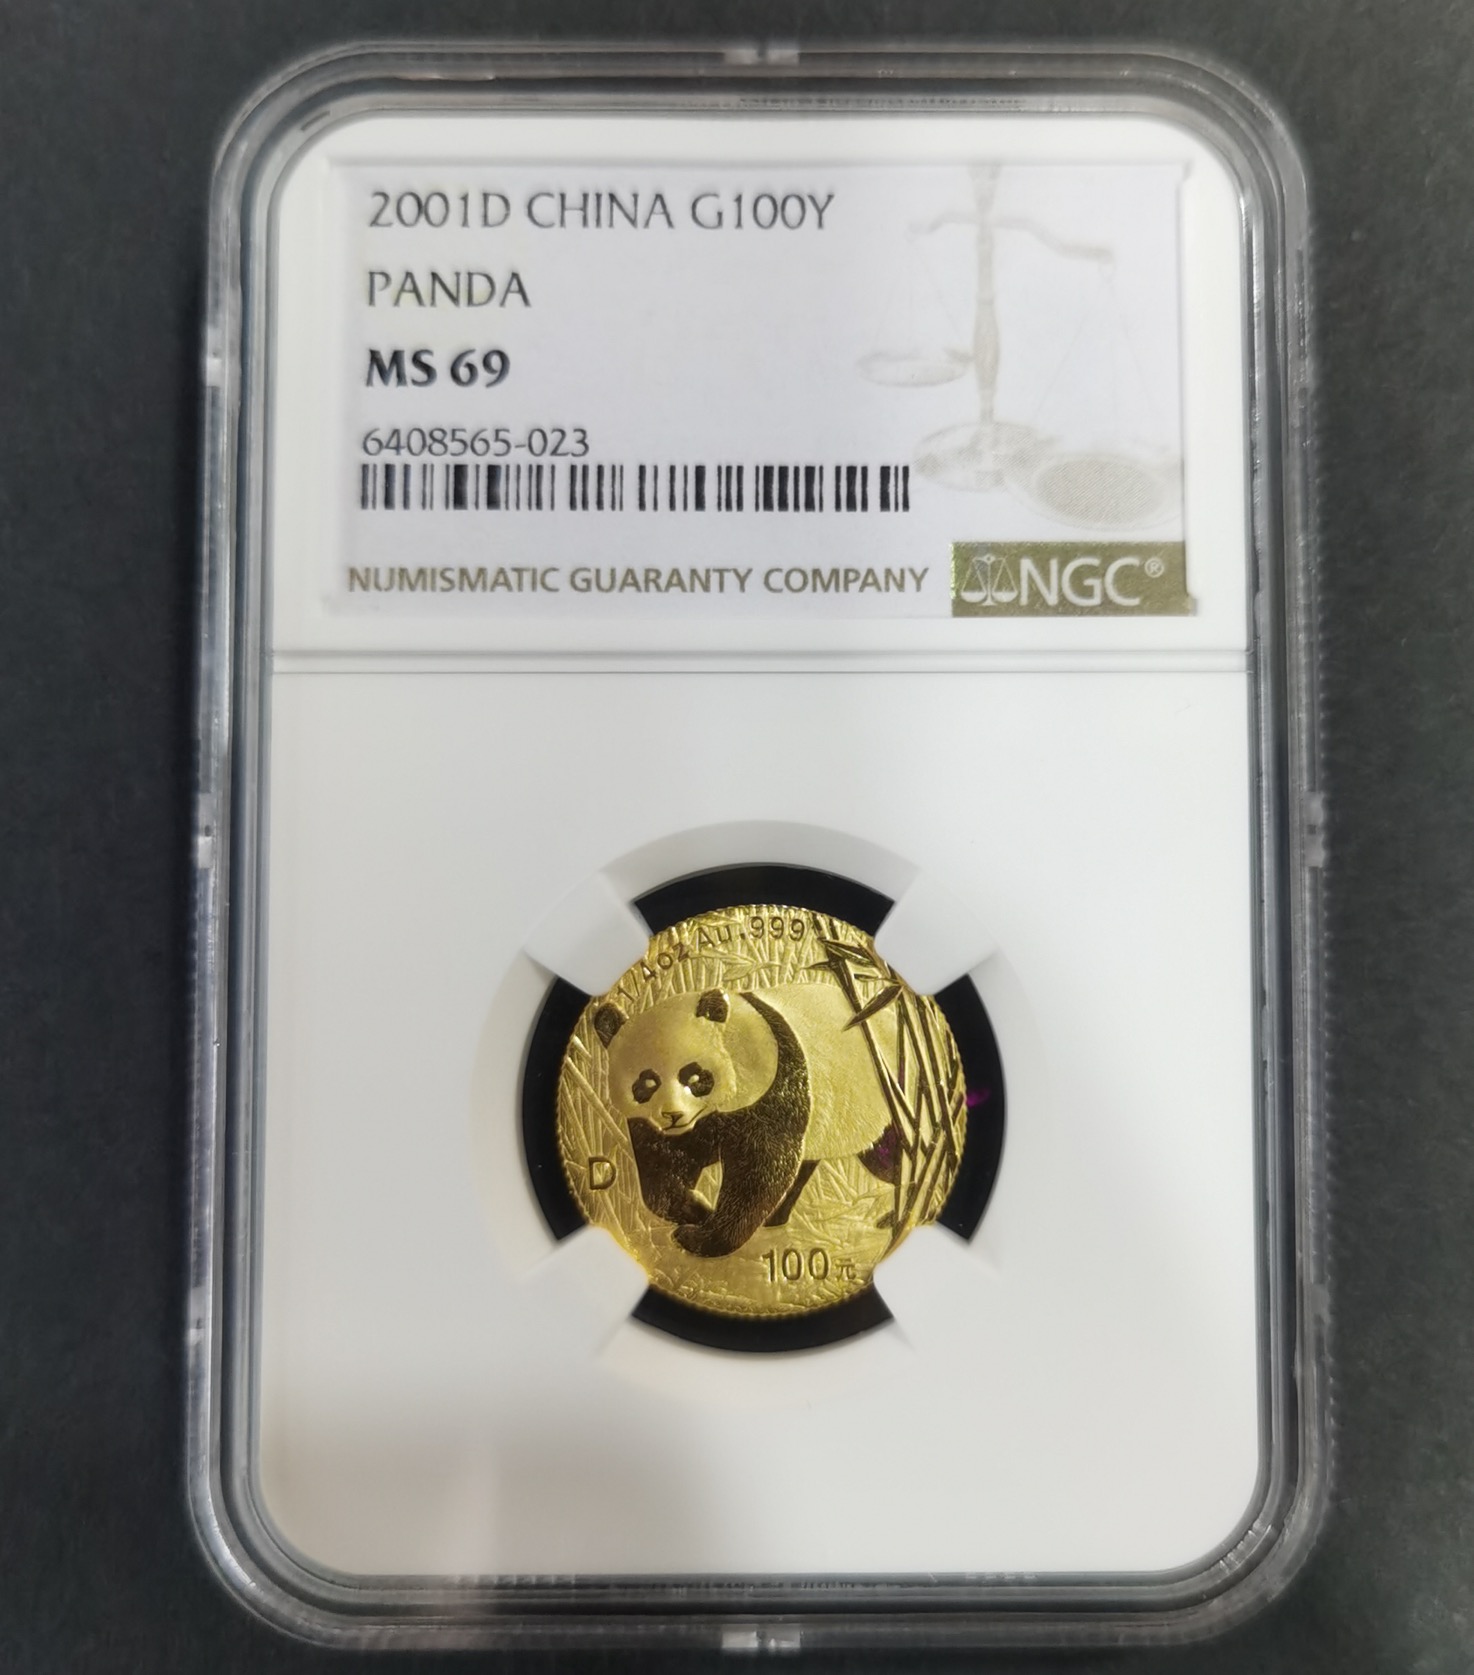 2001D CHINA G100Y
PANDA
MS 69
6408565-023
NUMISMATIC GUARANTY COMPANY
NGC®
1/4oz Au .999
D
100元